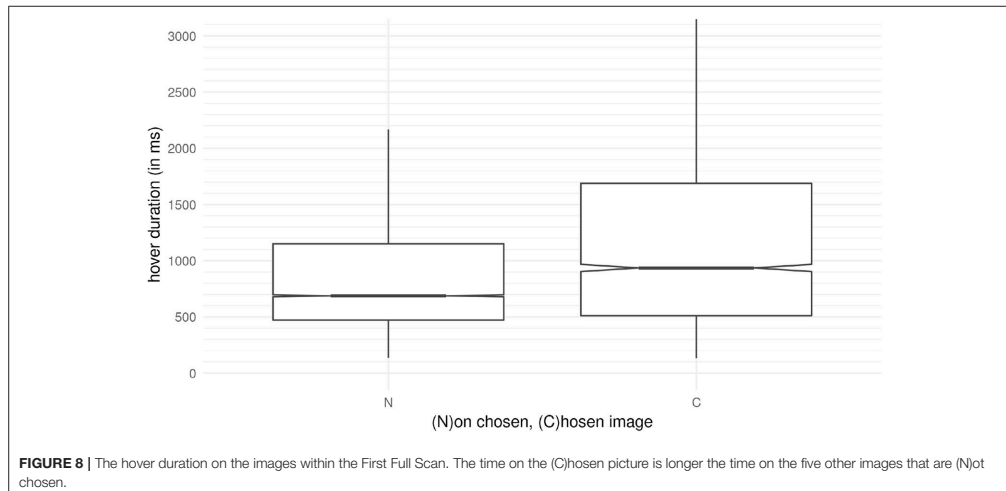 3000
2500
2000
1500
1000
500
0
hover duration (in ms)
N
C
(N)on chosen, (C)hosen image
FIGURE 8 | The hover duration on the images within the First Full Scan. The time on the (C)hosen picture is longer the time on the five other images that are (N)ot
chosen.